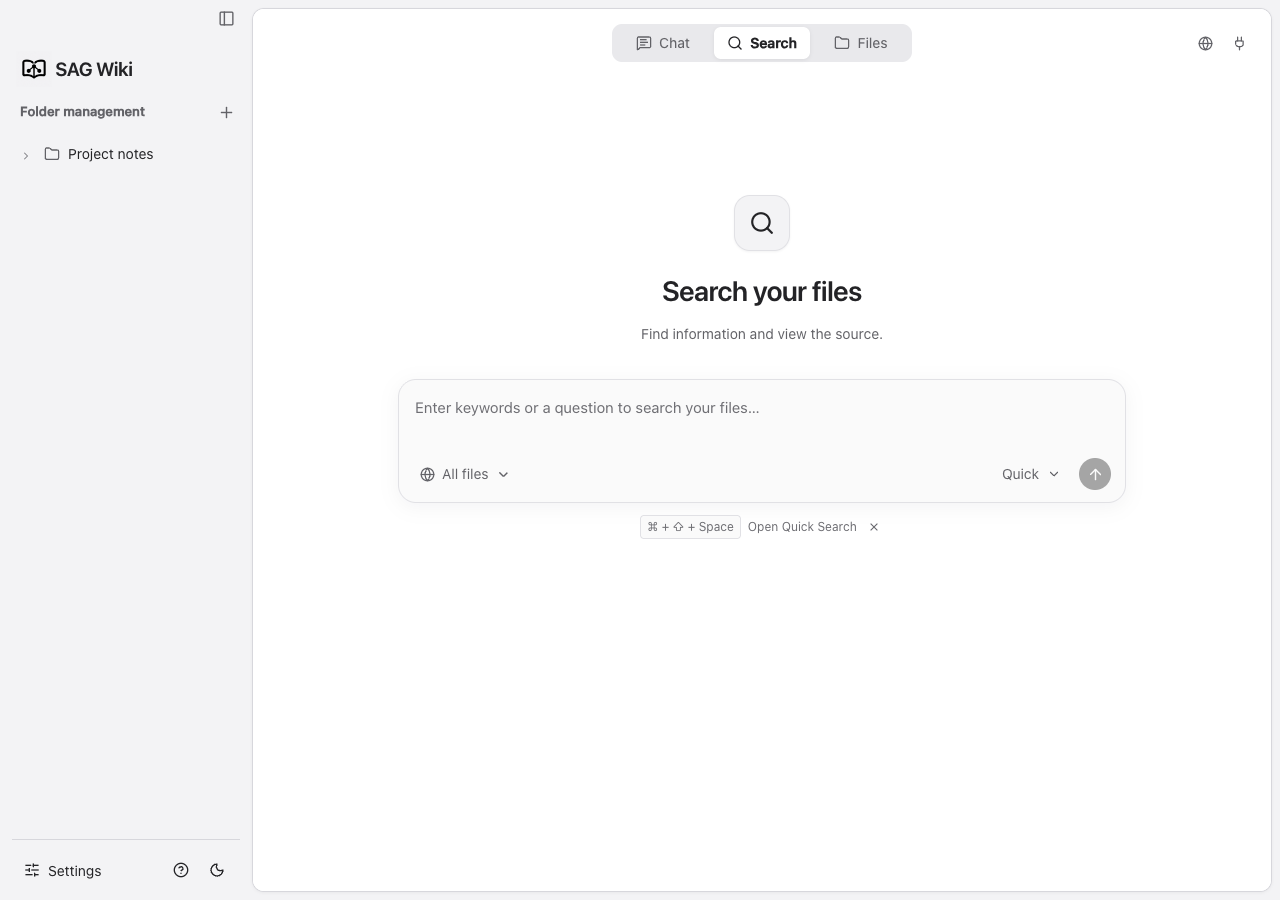 SAG Wiki
Folder management
Project notes
Settings
Chat
Search
Files
Search your files
Find information and view the source.
Enter keywords or a question to search your files...
All files
Quick
⌘ + ⇧ + Space
Open Quick Search